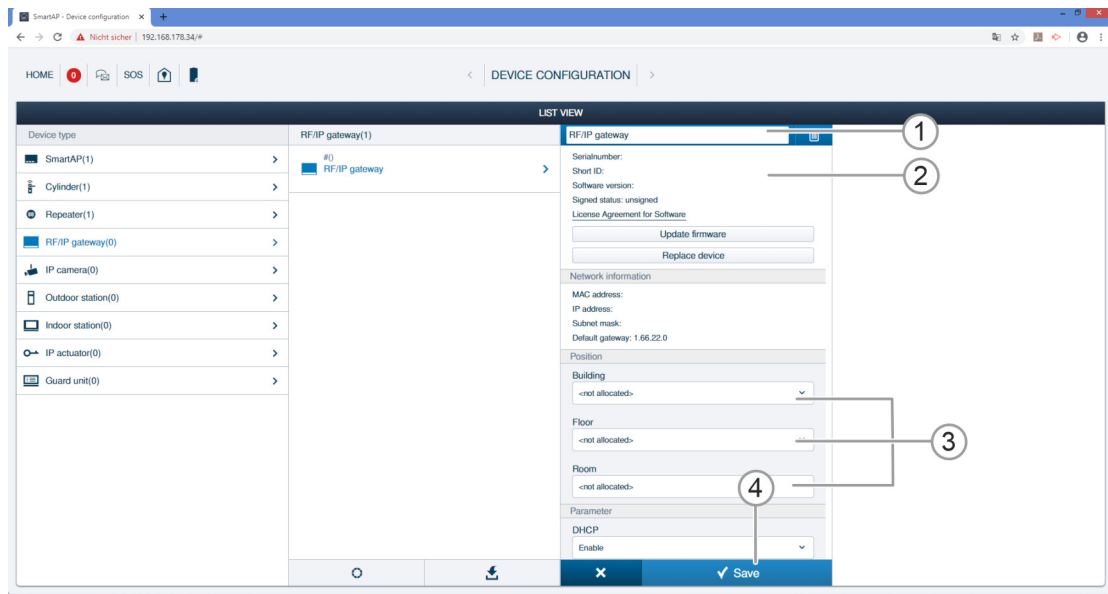 SmartAP - Device configuration
Nicht sicher | 192.168.178.34/#
HOME 0 SOS
< DEVICE CONFIGURATION >
LIST VIEW
Device type
SmartAP(1)
Cylinder(1)
Repeater(1)
RF/IP gateway(0)
IP camera(0)
Outdoor station(0)
Indoor station(0)
IP actuator(0)
Guard unit(0)
RF/IP gateway(1)
#()
RF/IP gateway
RF/IP gateway
1
Serialnumber:
Short ID:
2
Software version:
Signed status: unsigned
License Agreement for Software
Update firmware
Replace device
Network information
MAC address:
IP address:
Subnet mask:
Default gateway: 1.66.22.0
Position
Building
<not allocated>
Floor
<not allocated>
3
Room
<not allocated>
4
Parameter
DHCP
Enable
Save